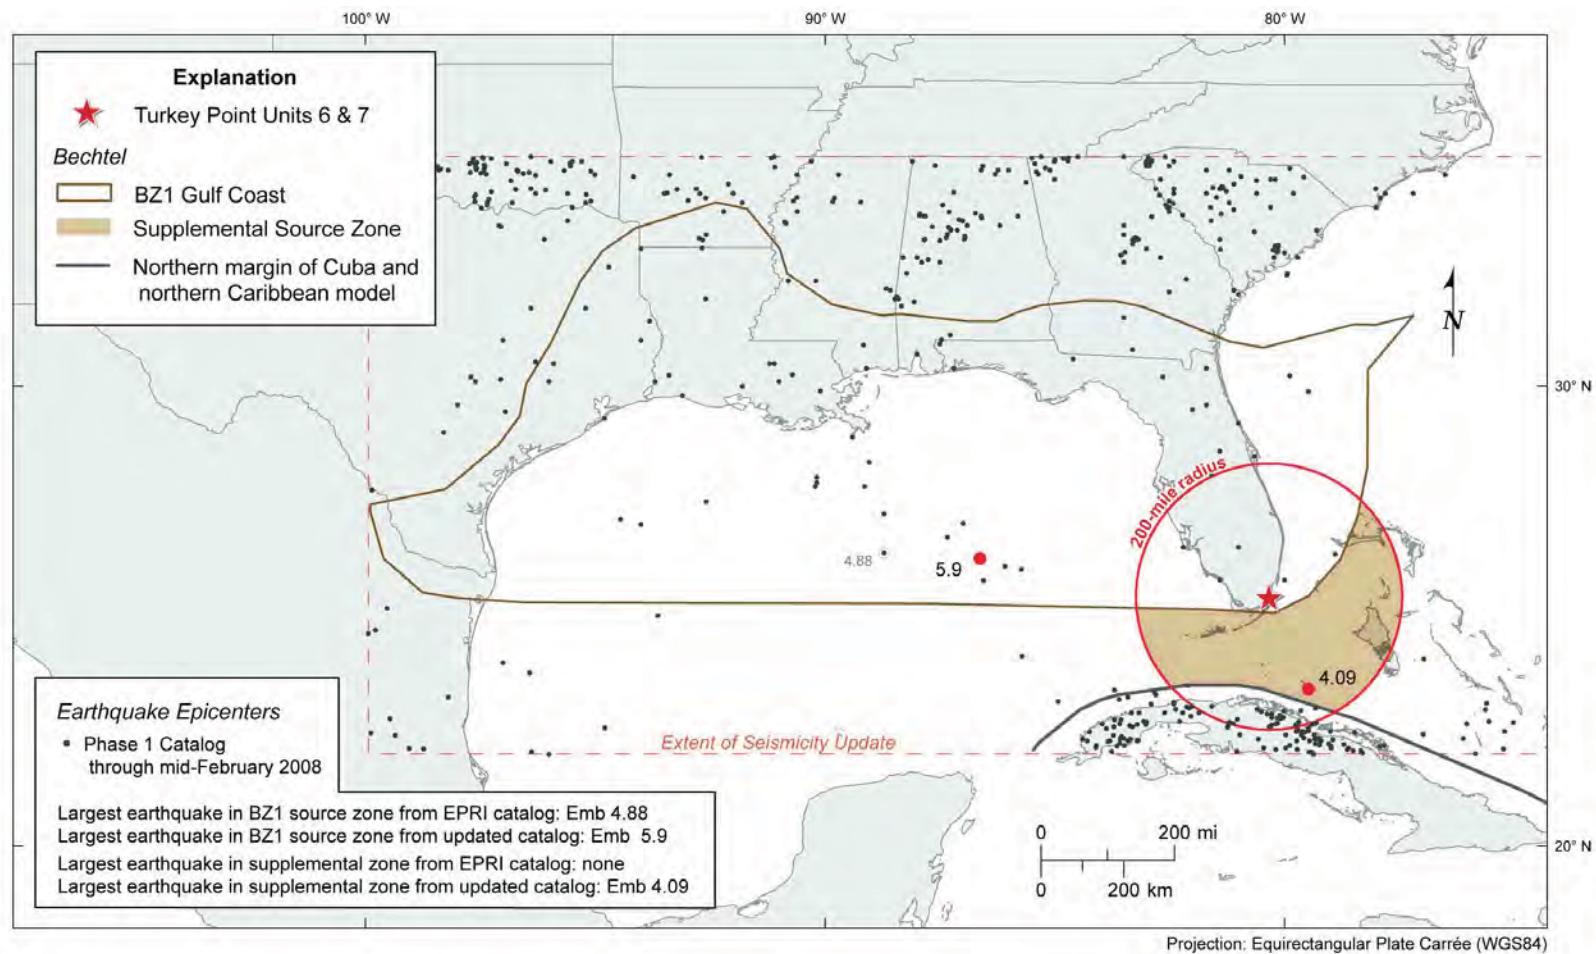 100° W
90° W
80° W
Explanation
Turkey Point Units 6 & 7
Bechtel
BZ1 Gulf Coast
Supplemental Source Zone
Northern margin of Cuba and
northern Caribbean model
N
30° N
200-mile radius
4.88
5.9
4.09
Extent of Seismicity Update
Earthquake Epicenters
Phase 1 Catalog
through mid-February 2008
Largest earthquake in BZ1 source zone from EPRI catalog: Emb 4.88
Largest earthquake in BZ1 source zone from updated catalog: Emb 5.9
Largest earthquake in supplemental zone from EPRI catalog: none
Largest earthquake in supplemental zone from updated catalog: Emb 4.09
0 200 mi
0 200 km
20° N
Projection: Equirectangular Plate Carrée (WGS84)